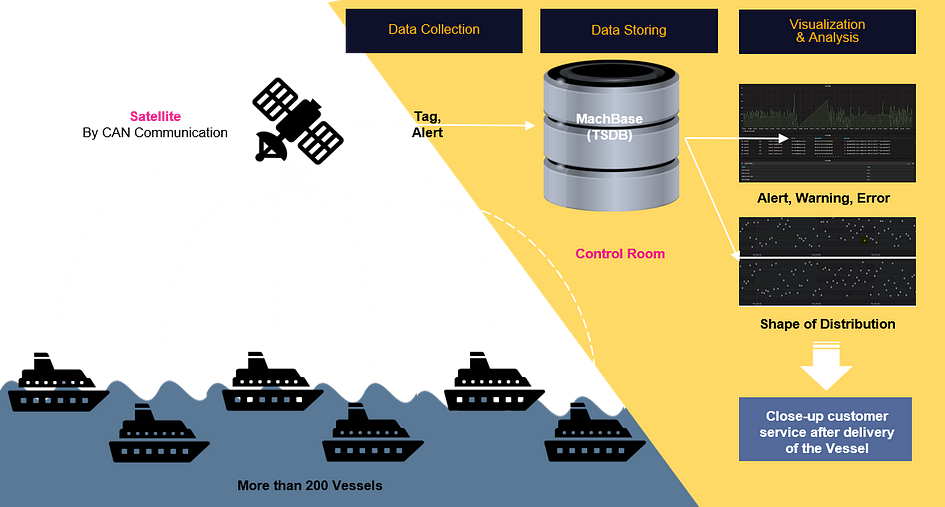 Data Collection
Data Storing
Visualization
& Analysis
Satellite
By CAN Communication
Tag,
Alert
MachBase
(TSDB)
Alert, Warning, Error
Control Room
Shape of Distribution
Close-up customer
service after delivery
of the Vessel
More than 200 Vessels